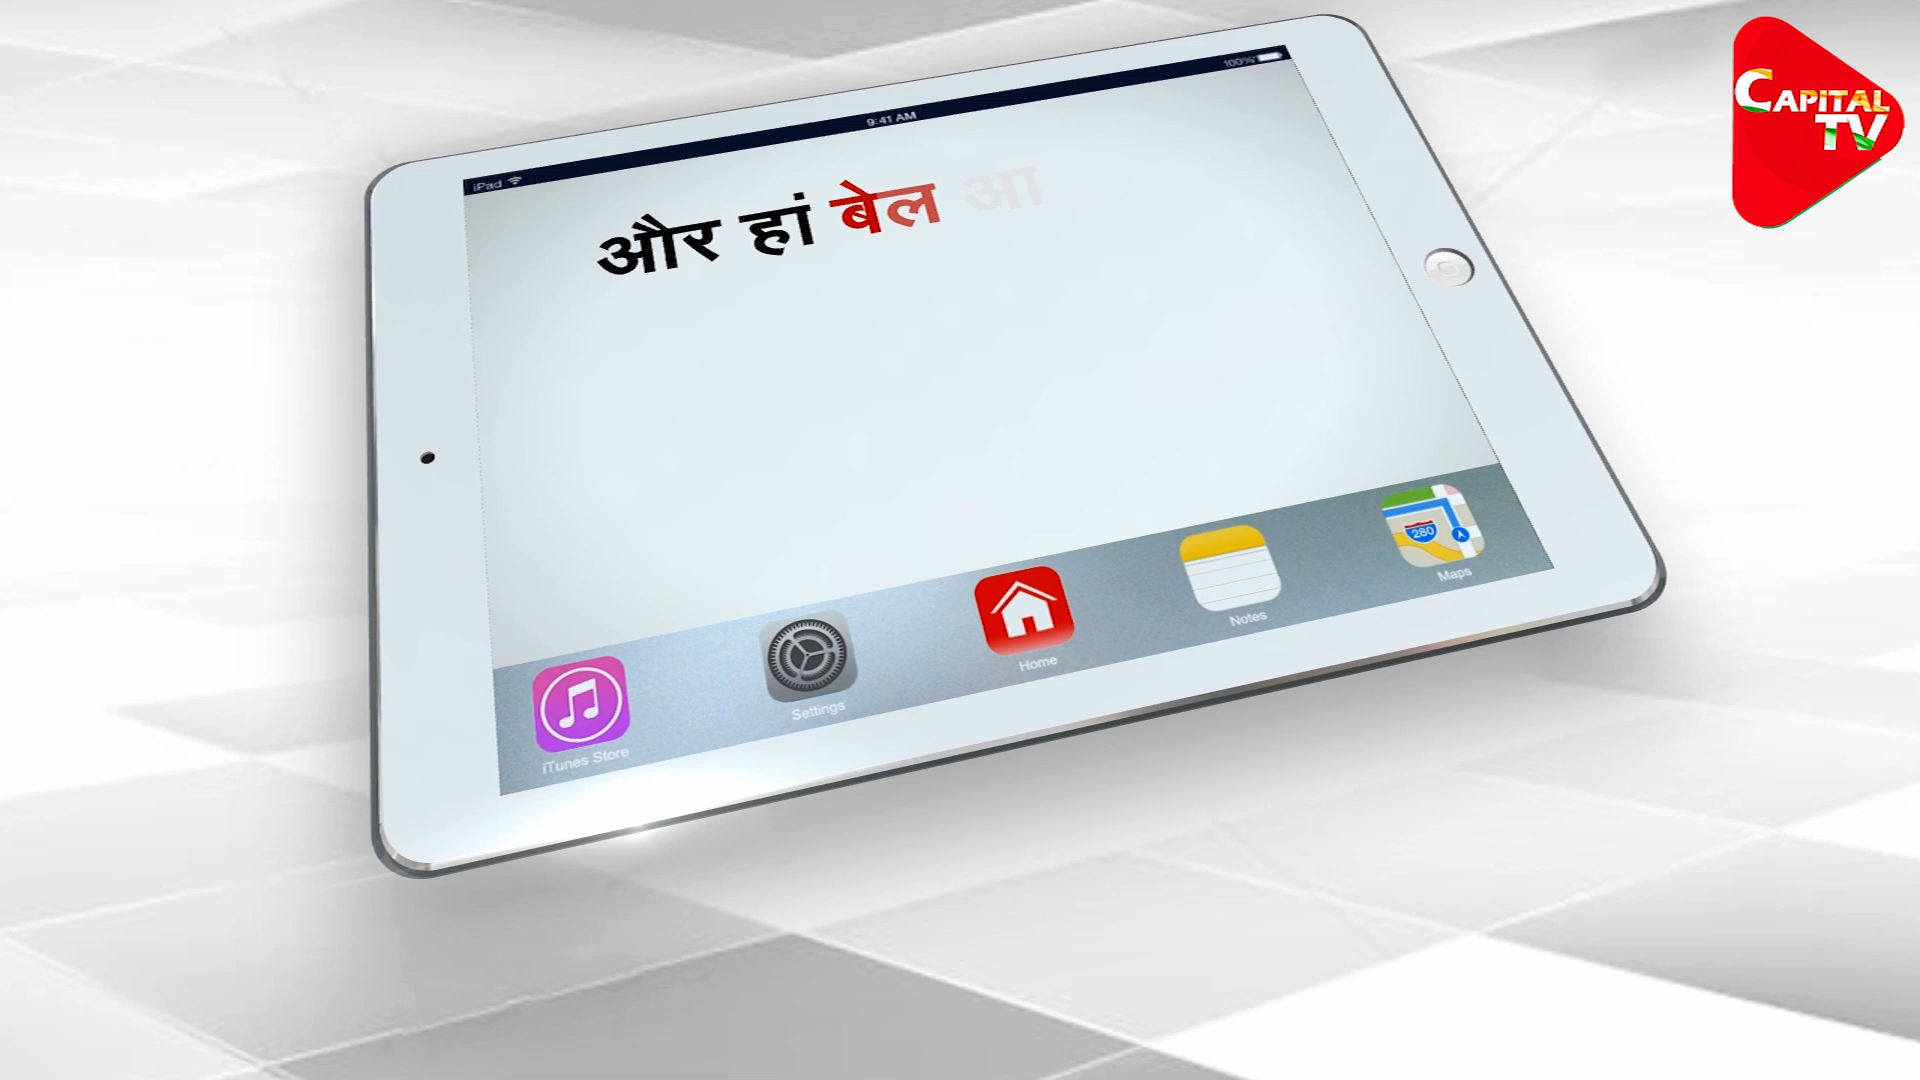 CAPITAL
TV
iPad
9:41 AM
100%
और हां बेल आ
280
iTunes Store
Settings
Home
Notes
Maps